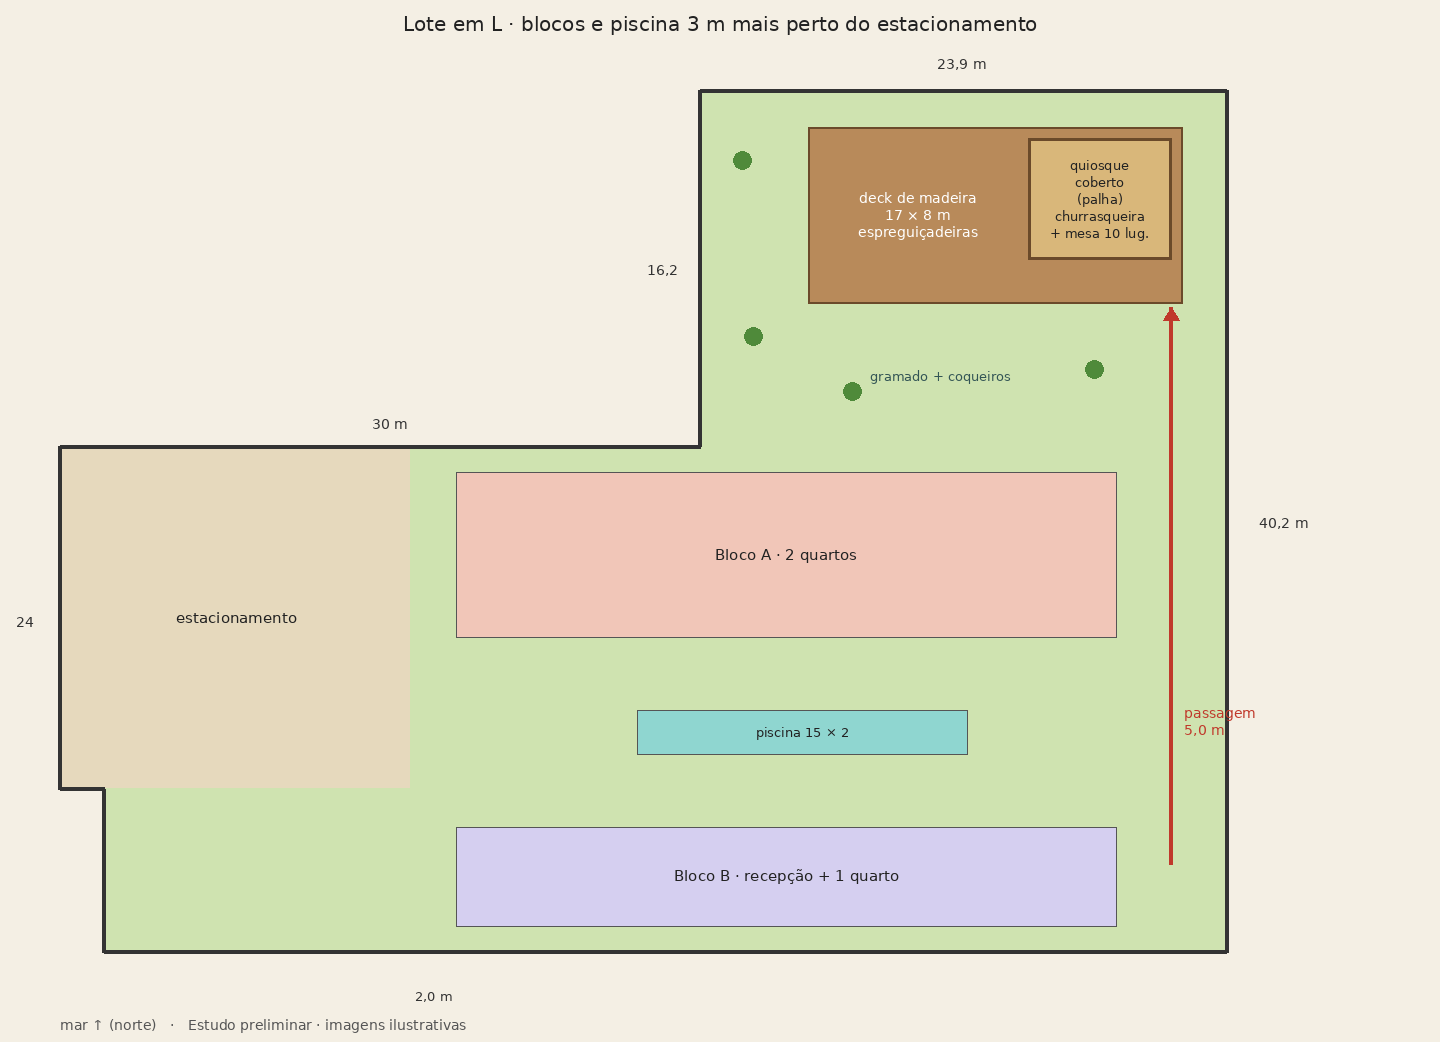 Lote em L · blocos e piscina 3 m mais perto do estacionamento
23,9 m
quiosque
coberto
(palha)
churrasqueira
+ mesa 10 lug.
deck de madeira
17 × 8 m
espreguiçadeiras
16,2
gramado + coqueiros
30 m
40,2 m
Bloco A · 2 quartos
estacionamento
24
passagem
5,0 m
piscina 15 × 2
Bloco B · recepção + 1 quarto
2,0 m
mar ↑ (norte) · Estudo preliminar · imagens ilustrativas